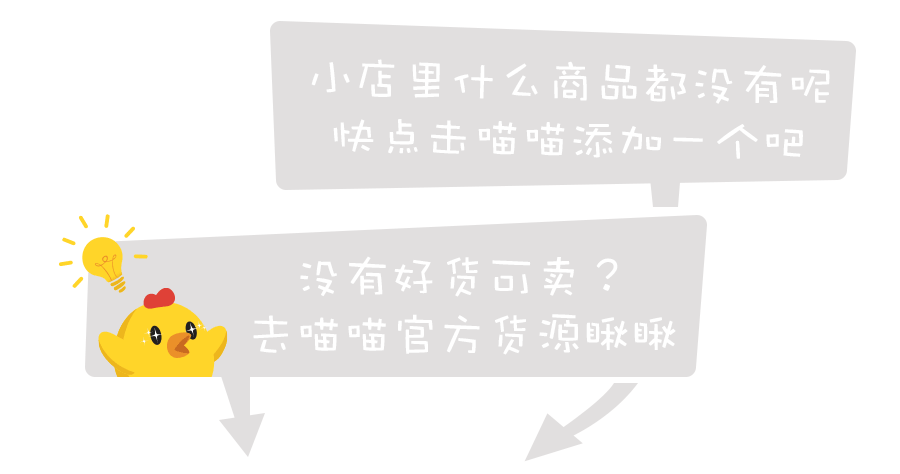 小店里什么商品都没有呢
快点击喵喵添加一个吧
没有好货可卖？
去喵喵官方货源瞅瞅